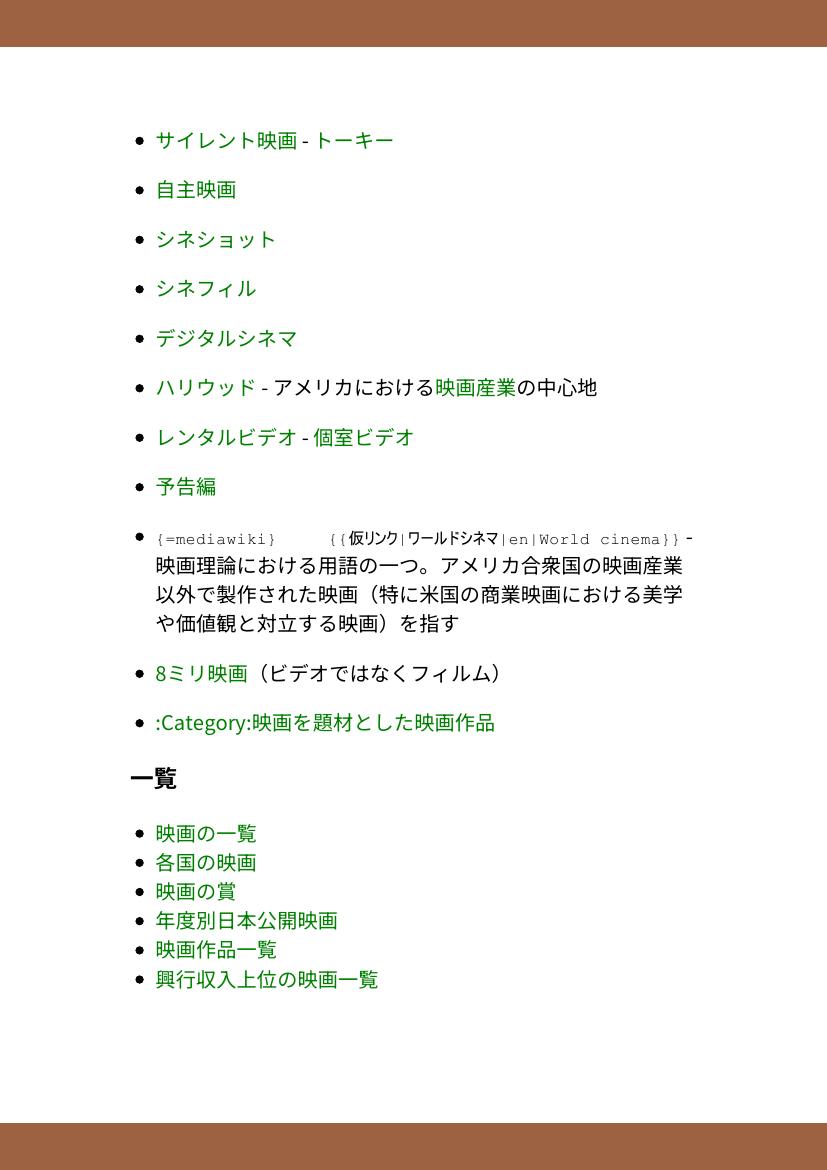 サイレント映画 - トーキー
自主映画
シネショット
シネフィル
デジタルシネマ
ハリウッド - アメリカにおける映画産業の中心地
レンタルビデオ - 個室ビデオ
予告編
{=mediawiki} {{仮リンク|ワールドシネマ|en|World cinema}} -
映画理論における用語の一つ。アメリカ合衆国の映画産業
以外で製作された映画（特に米国の商業映画における美学
や価値観と対立する映画）を指す
8ミリ映画（ビデオではなくフィルム）
:Category:映画を題材とした映画作品
一覧
映画の一覧
各国の映画
映画の賞
年度別日本公開映画
映画作品一覧
興行収入上位の映画一覧